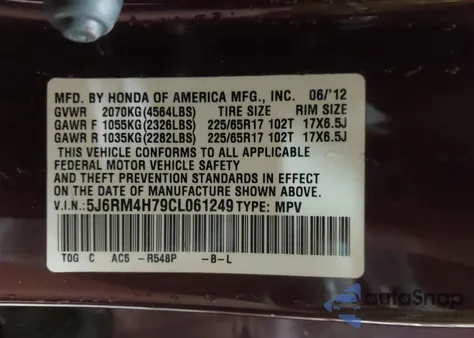 MFD. BY HONDA OF AMERICA MFG., INC. 06/'12
GVWR 2070KG(4564LBS) TIRE SIZE RIM SIZE
GAWR F 1055KG(2326LBS) 225/65R17 102T 17X6.5J
GAWR R 1035KG(2282LBS) 225/65R17 102T 17X6.5J
THIS VEHICLE CONFORMS TO ALL APPLICABLE
FEDERAL MOTOR VEHICLE SAFETY
AND THEFT PREVENTION STANDARDS IN EFFECT
ON THE DATE OF MANUFACTURE SHOWN ABOVE.
V.I.N.: 5J6RM4H79CL061249 TYPE: MPV
TOG C AC5 -R548P -B-L
autoSnap